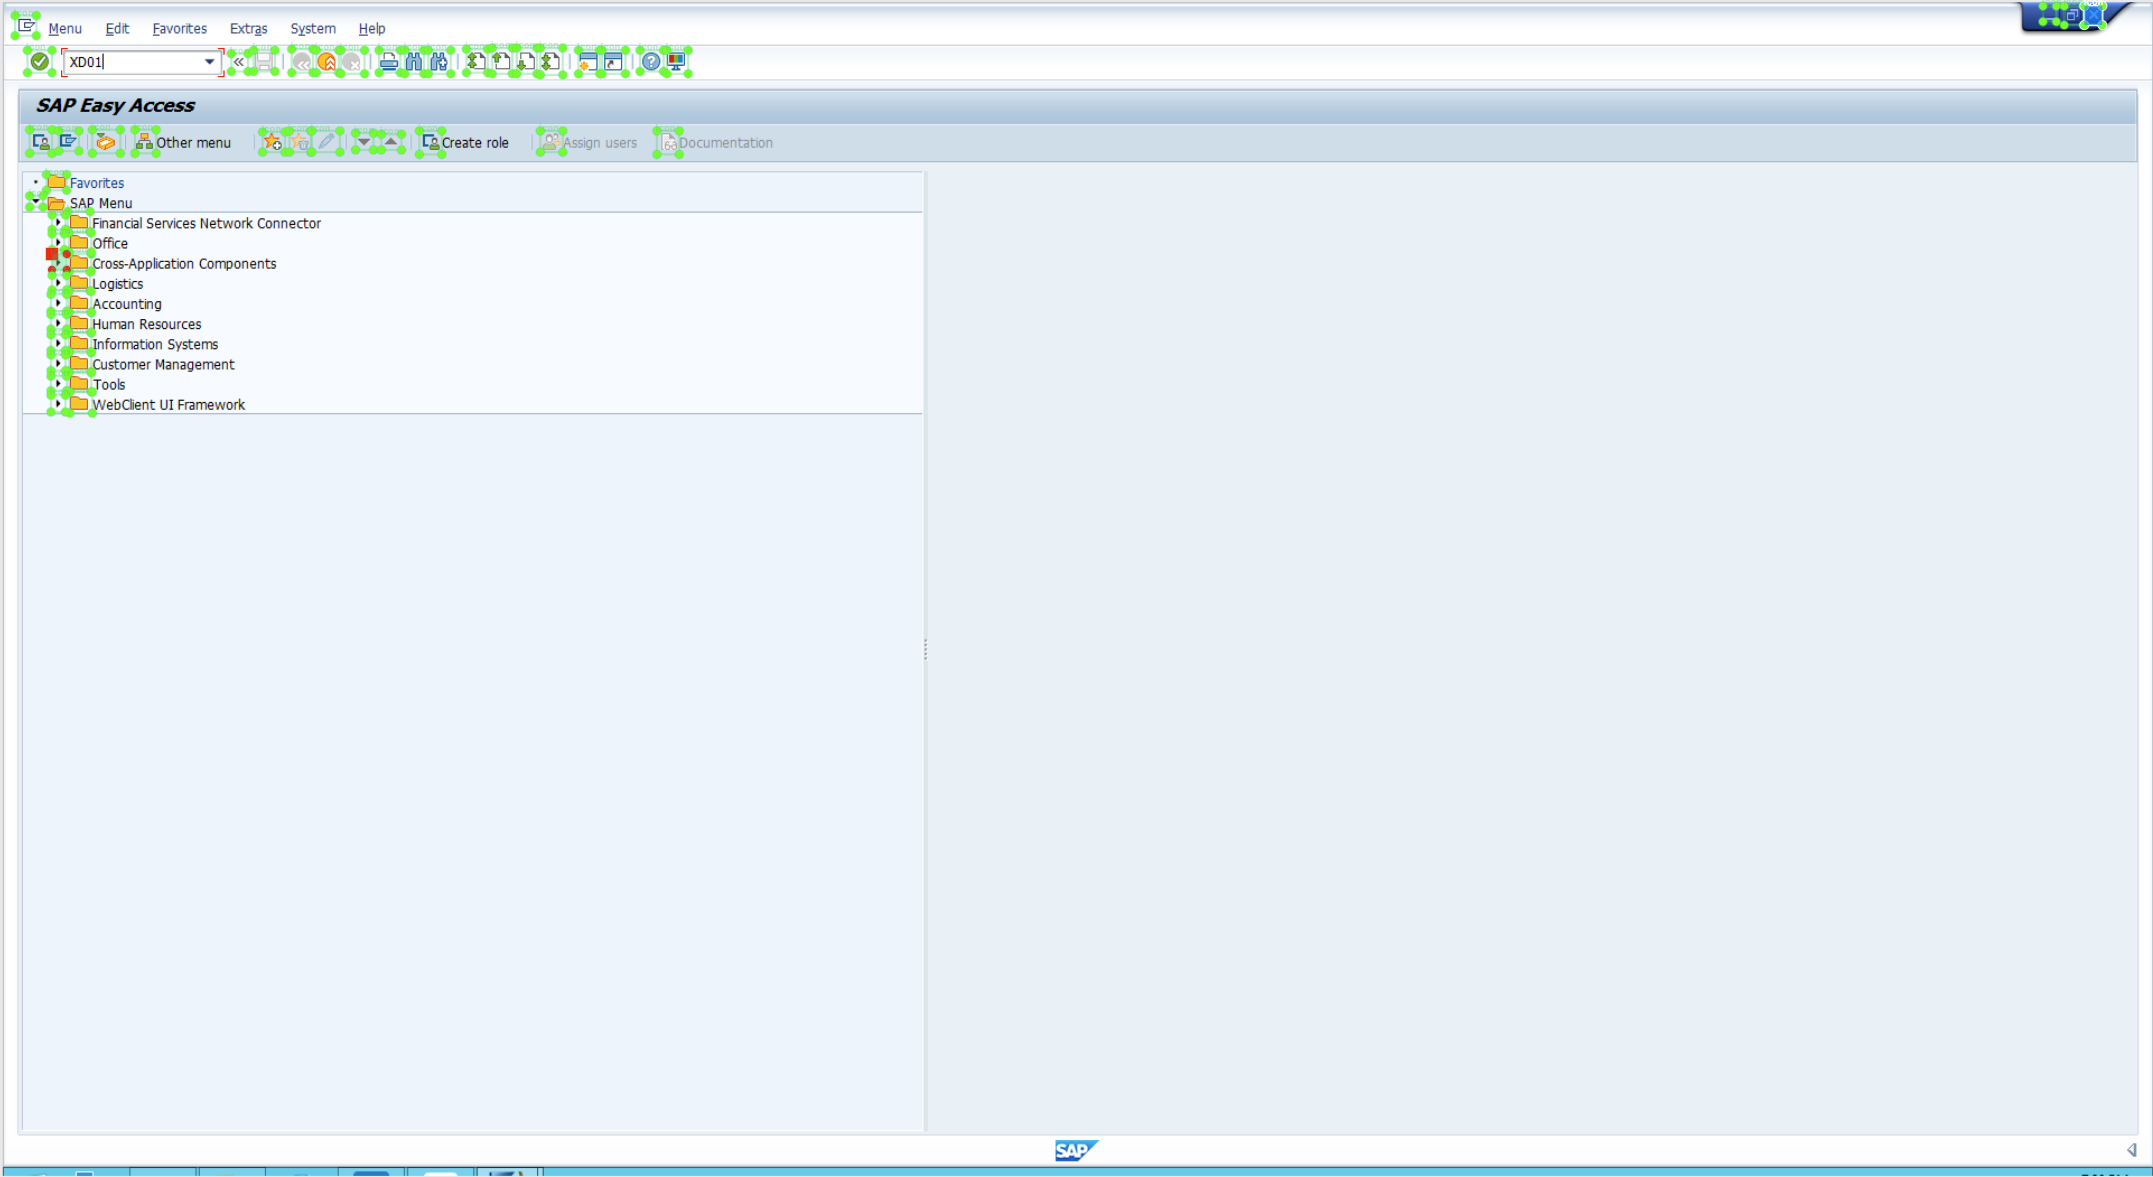 Menu Edit Favorites Extras System Help
XD01
SAP Easy Access
Other menu Create role Assign users Documentation
Favorites
SAP Menu
Financial Services Network Connector
Office
Cross-Application Components
Logistics
Accounting
Human Resources
Information Systems
Customer Management
Tools
WebClient UI Framework
SAP